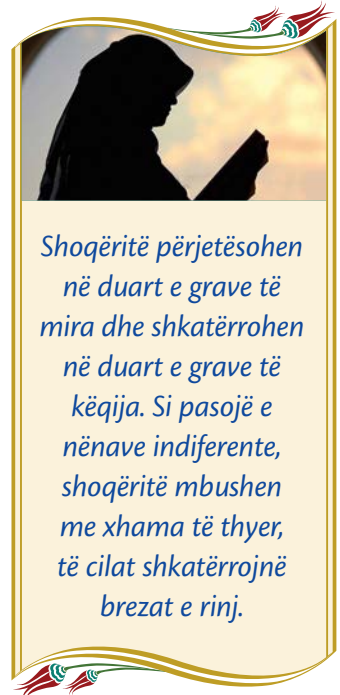 Shoqëritë përjetësohen
në duart e grave të
mira dhe shkatërrohen
në duart e grave të
këqija. Si pasojë e
nënave indiferente,
shoqëritë mbushen
me xhama të thyer,
të cilat shkatërrojnë
brezat e rinj.